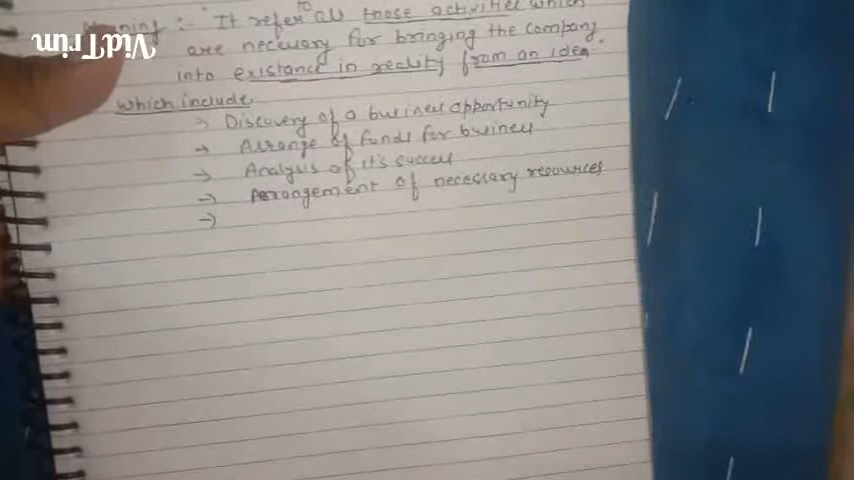 Meaning :- "It refer to all those activities which
are necessary for bringing the company
into existance in reality from an idea.
which include
→ Discovery of a business opportunity
→ Arrange of funds for business
→ Analysis of it's success
→ Arrangement of necessary resources
→
VidTrim